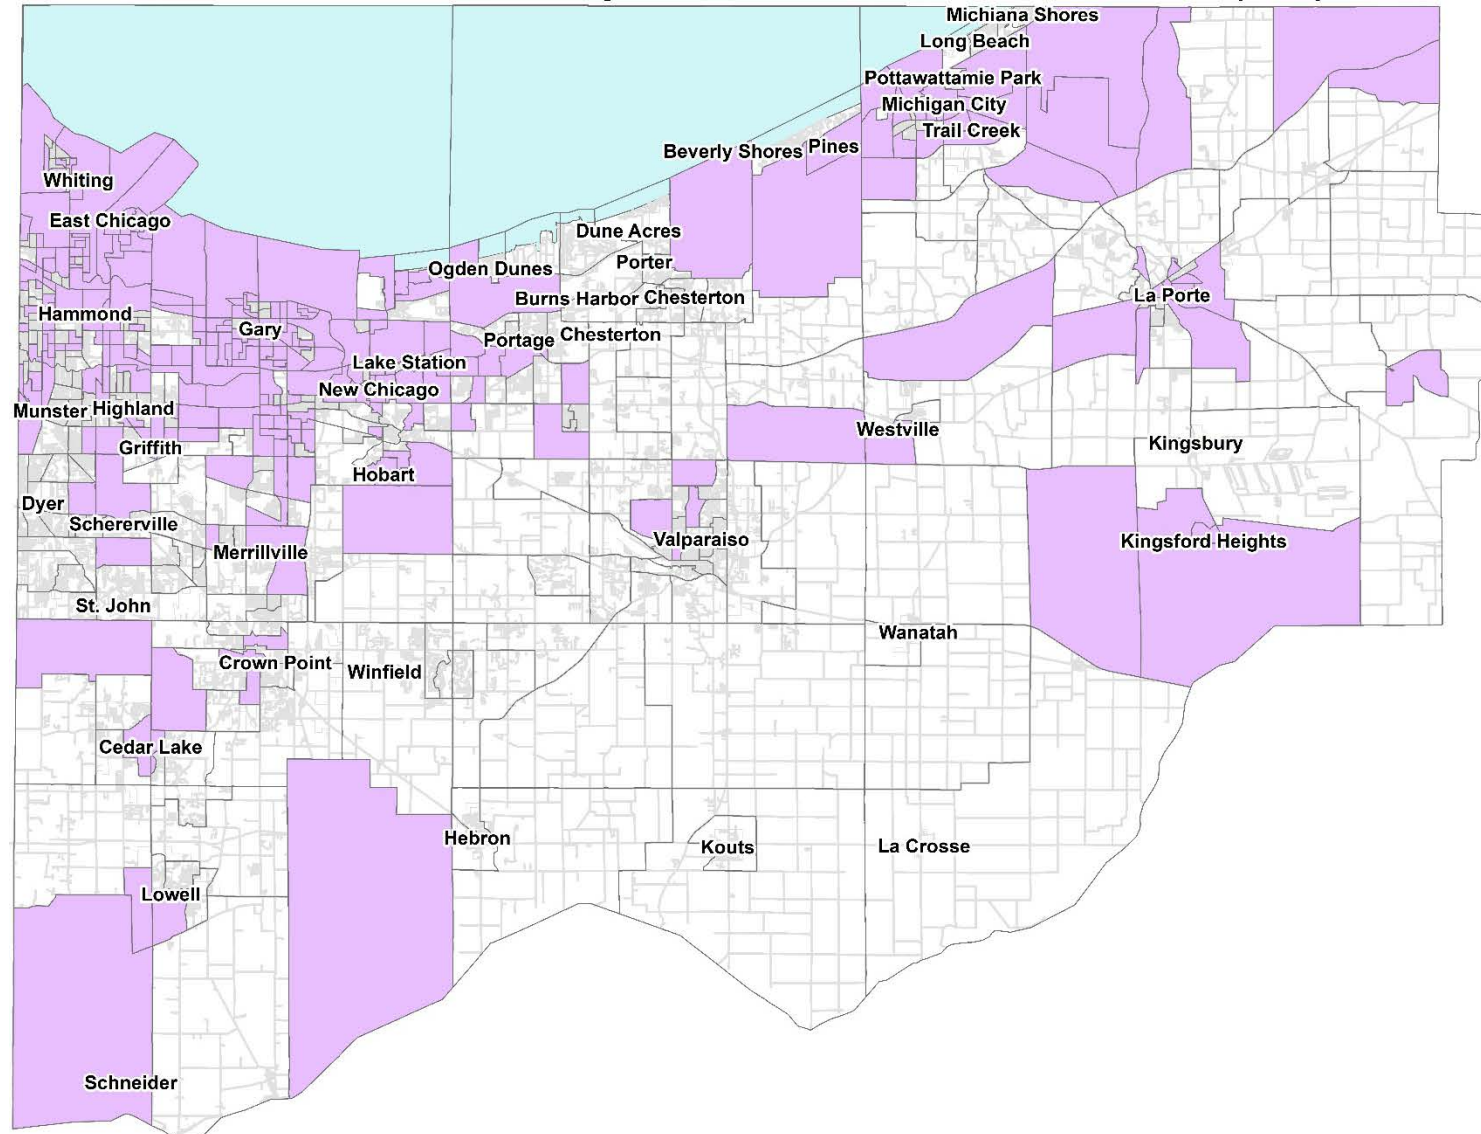 Michiana Shores
Long Beach
Pottawattamie Park
Michigan City
Trail Creek
Beverly Shores
Pines
Whiting
East Chicago
Dune Acres
Porter
Ogden Dunes
Burns Harbor
Chesterton
La Porte
Hammond
Gary
Portage
Chesterton
Lake Station
New Chicago
Munster
Highland
Westville
Griffith
Kingsbury
Hobart
Dyer
Schererville
Merrillville
Valparaiso
Kingsford Heights
St. John
Wanatah
Crown Point
Winfield
Cedar Lake
Hebron
Kouts
La Crosse
Lowell
Schneider